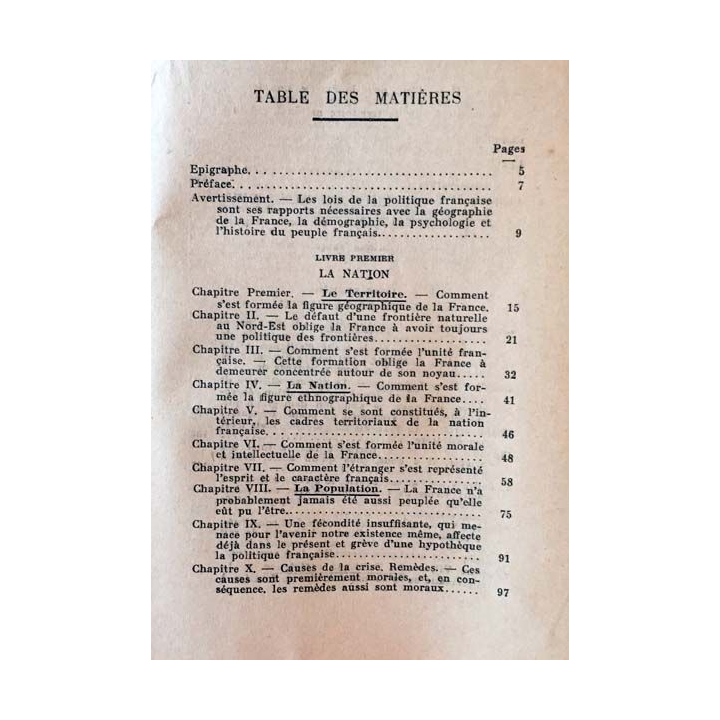 TABLE DES MATIÈRES
Pages
Epigraphe. . . . . . . . . . . . . . . . . . . . . . . . . . . . . . . . . 5
Préface. . . . . . . . . . . . . . . . . . . . . . . . . . . . . . . . . . . 7
Avertissement. — Les lois de la politique française
sont ses rapports nécessaires avec la géographie
de la France, la démographie, la psychologie et
l'histoire du peuple français................... 9
LIVRE PREMIER
LA NATION
Chapitre Premier. — Le Territoire. — Comment
s'est formée la figure géographique de la France. 15
Chapitre II. — Le défaut d'une frontière naturelle
au Nord-Est oblige la France à avoir toujours
une politique des frontières................... 21
Chapitre III. — Comment s'est formée l'unité fran-
çaise. — Cette formation oblige la France à
demeurer concentrée autour de son noyau..... 32
Chapitre IV. — La Nation. — Comment s'est for-
mée la figure ethnographique de la France.... 41
Chapitre V. — Comment se sont constitués, à l'in-
térieur, les cadres territoriaux de la nation
française..................................... 46
Chapitre VI. — Comment s'est formée l'unité morale
et intellectuelle de la France................. 48
Chapitre VII. — Comment l'étranger s'est représenté
l'esprit et le caractère français............... 58
Chapitre VIII. — La Population. — La France n'a
probablement jamais été aussi peuplée qu'elle
eût pu l'être.................................. 75
Chapitre IX. — Une fécondité insuffisante, qui me-
nace pour l'avenir notre existence même, affecte
déjà dans le présent et grève d'une hypothèque
la politique française......................... 91
Chapitre X. — Causes de la crise. Remèdes. — Ces
causes sont premièrement morales, et, en con-
séquence, les remèdes aussi sont moraux...... 97